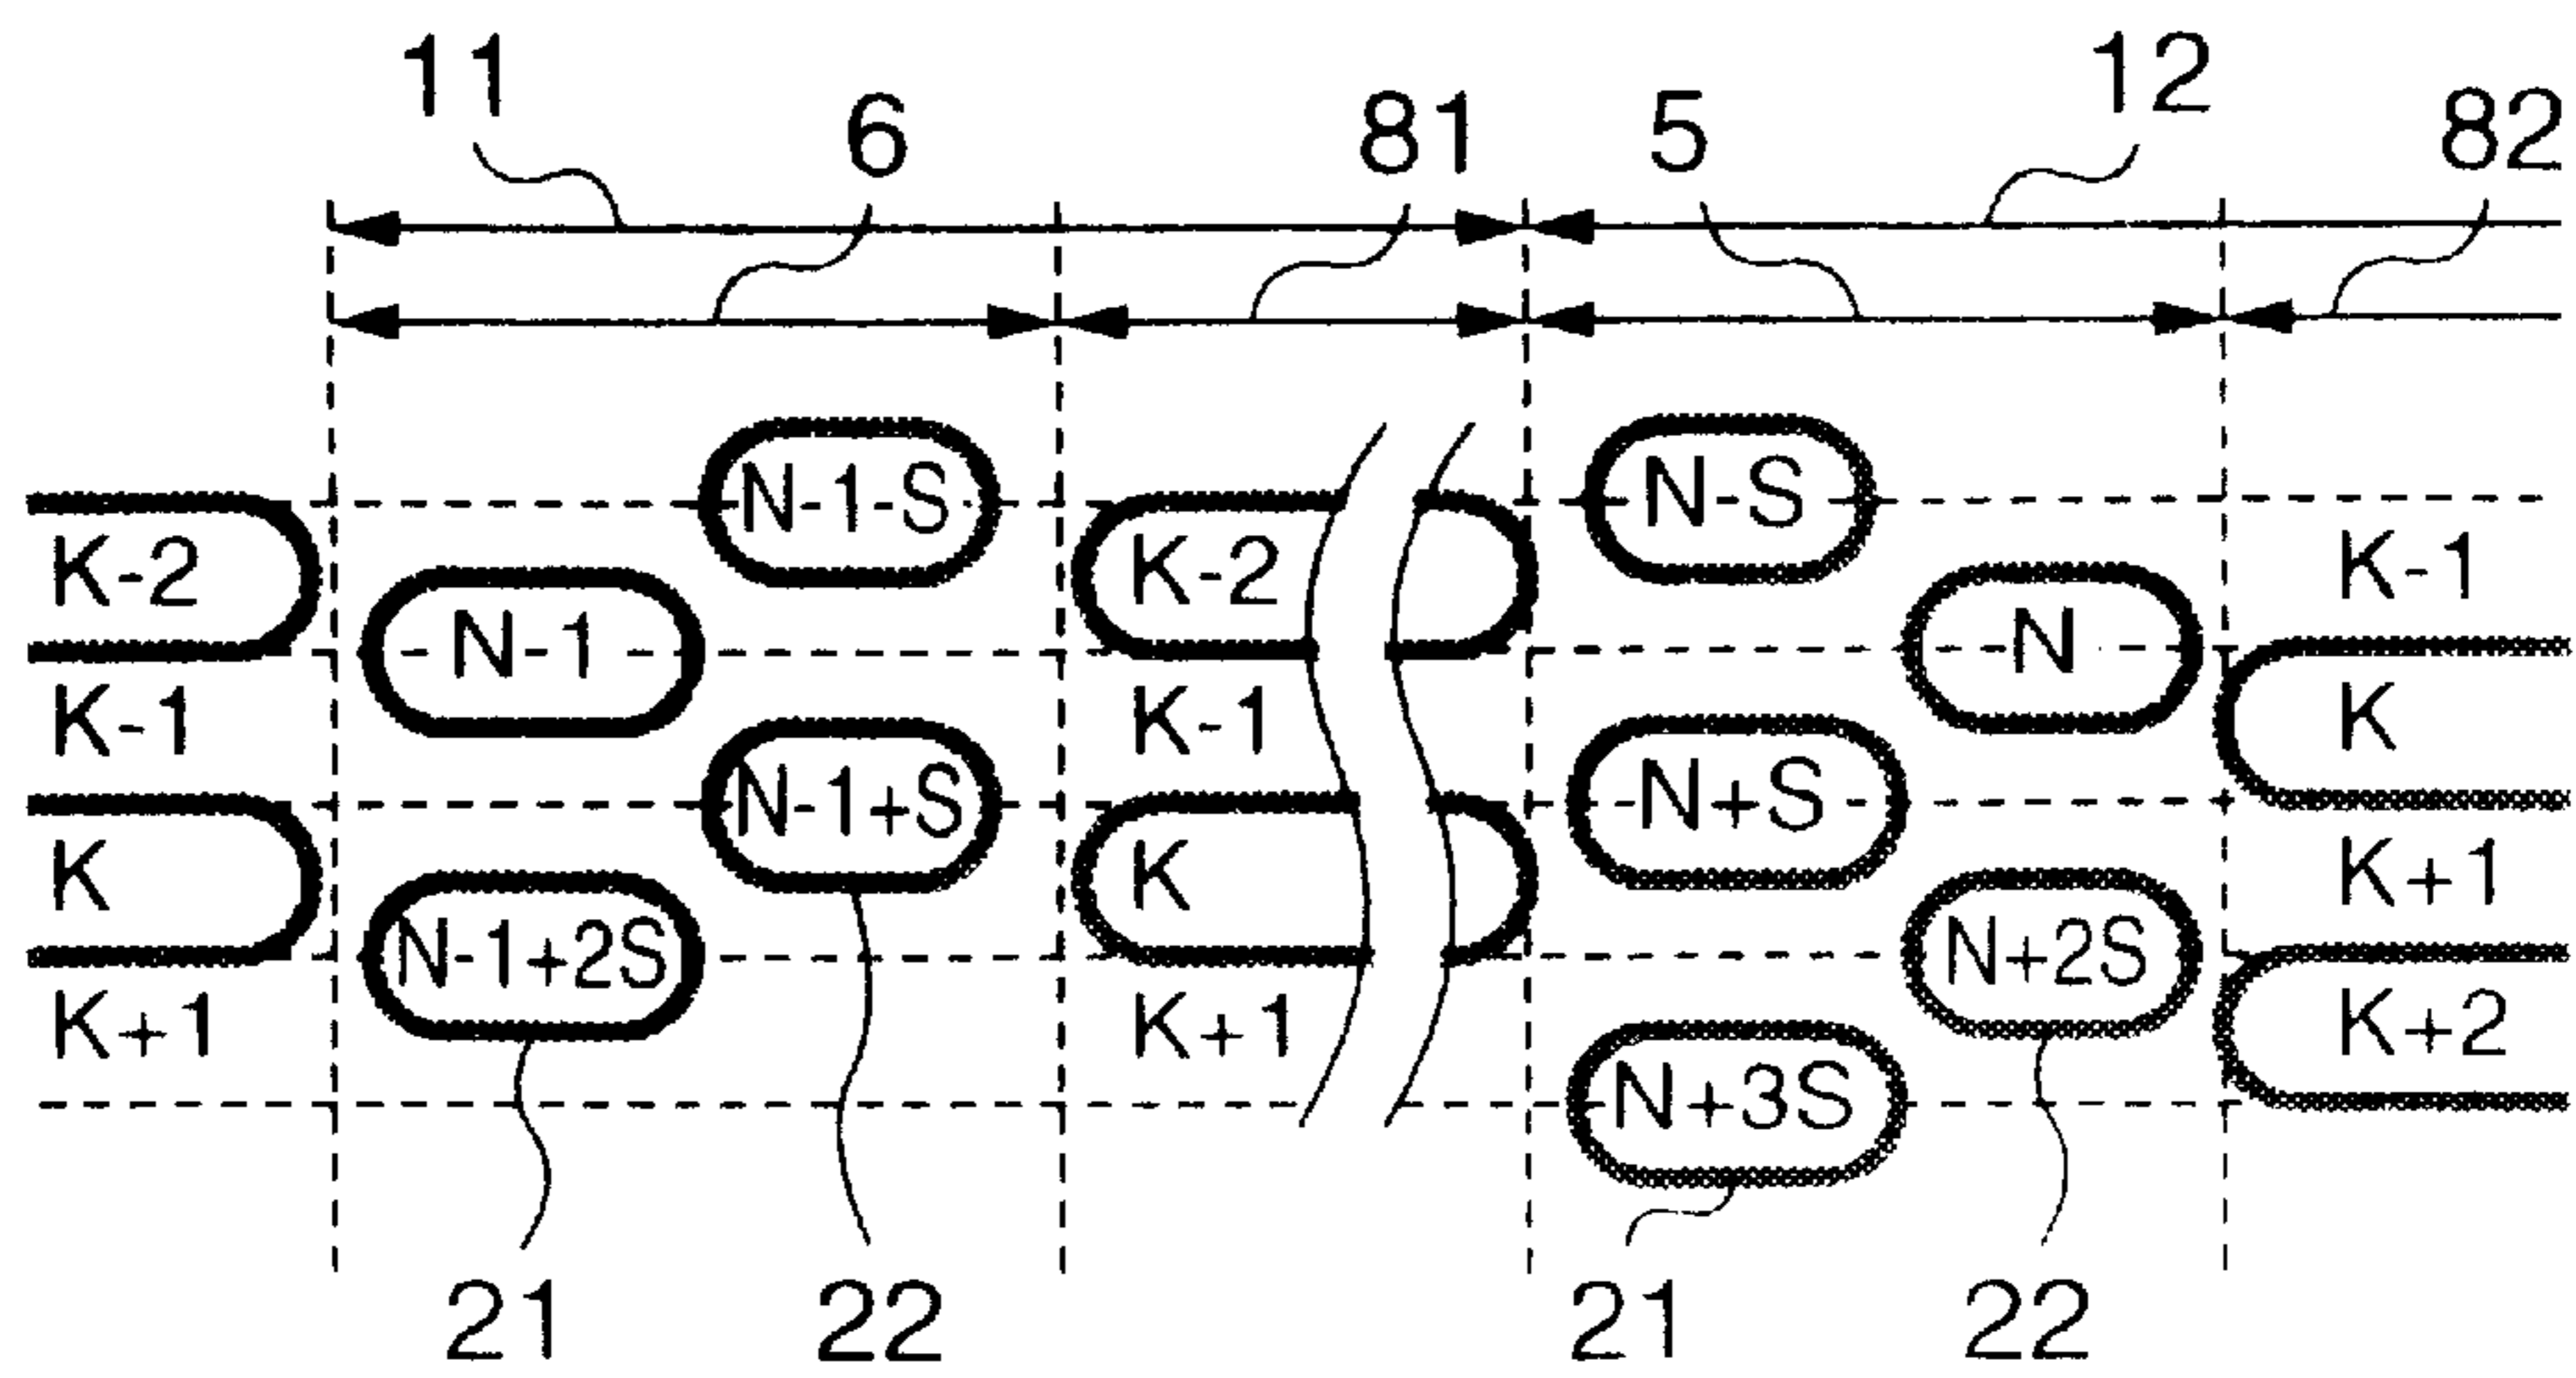 11 12
6 81 5 82
N-1-S N-S
K-2 K-2 K-1
N-1 N
K-1 K-1 K
N-1+S N+S
K K K+1
N-1+2S N+2S
K+1 K+1 K+2
N+3S
21 22 21 22